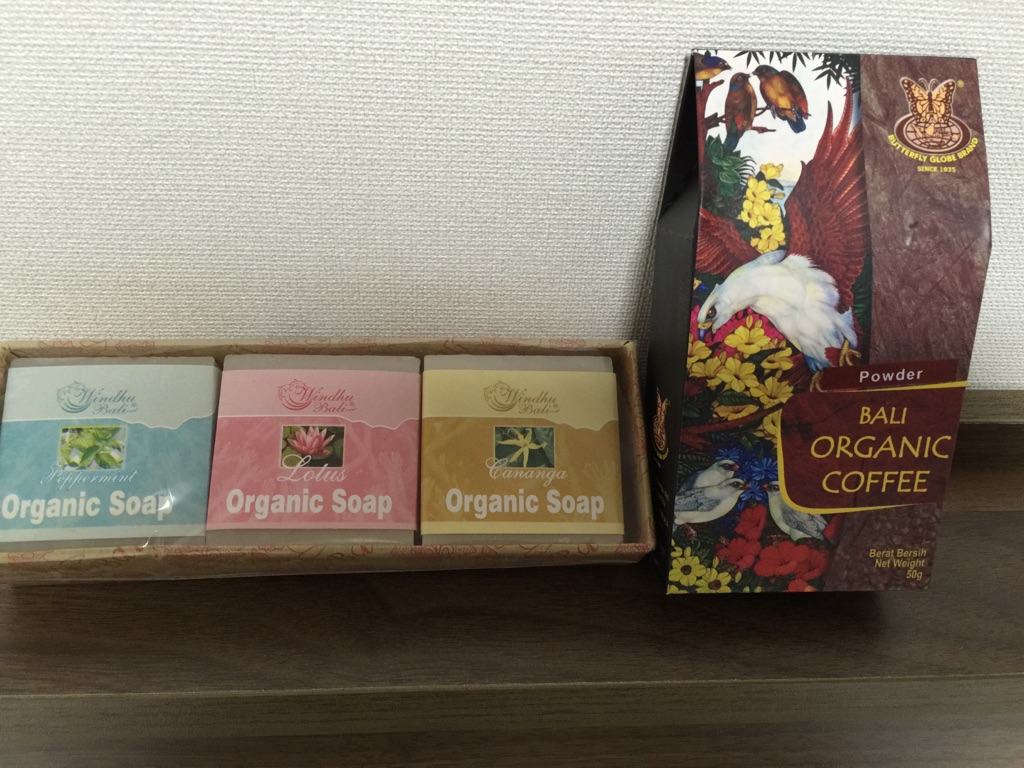 Windhu
Bali
Peppermint
Organic Soap
Windhu
Bali
Lotus
Organic Soap
Windhu
Bali
Cananga
Organic Soap
BUTTERFLY GLOBE BRAND
SINCE 1935
Powder
BALI
ORGANIC
COFFEE
Berat Bersih
Net Weight
50g